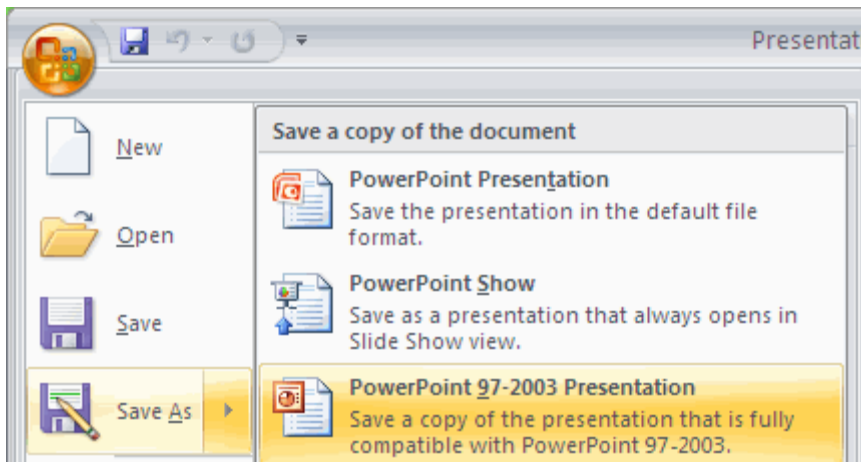 Presentat
New
Open
Save
Save As
Save a copy of the document
PowerPoint Presentation
Save the presentation in the default file
format.
PowerPoint Show
Save as a presentation that always opens in
Slide Show view.
PowerPoint 97-2003 Presentation
Save a copy of the presentation that is fully
compatible with PowerPoint 97-2003.